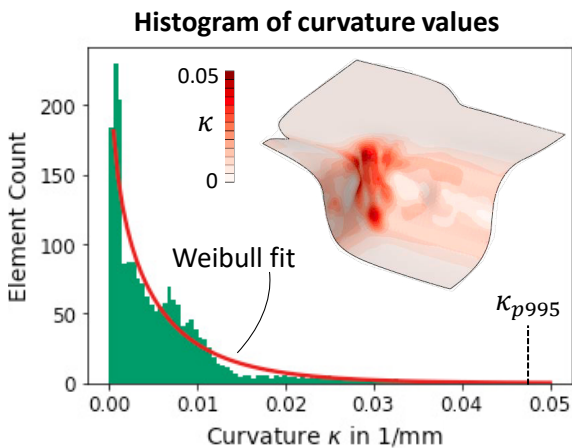 Histogram of curvature values
0.05
κ
0
Weibull fit
κp995
Element Count
200
150
100
50
0
0.00 0.01 0.02 0.03 0.04 0.05
Curvature κ in 1/mm